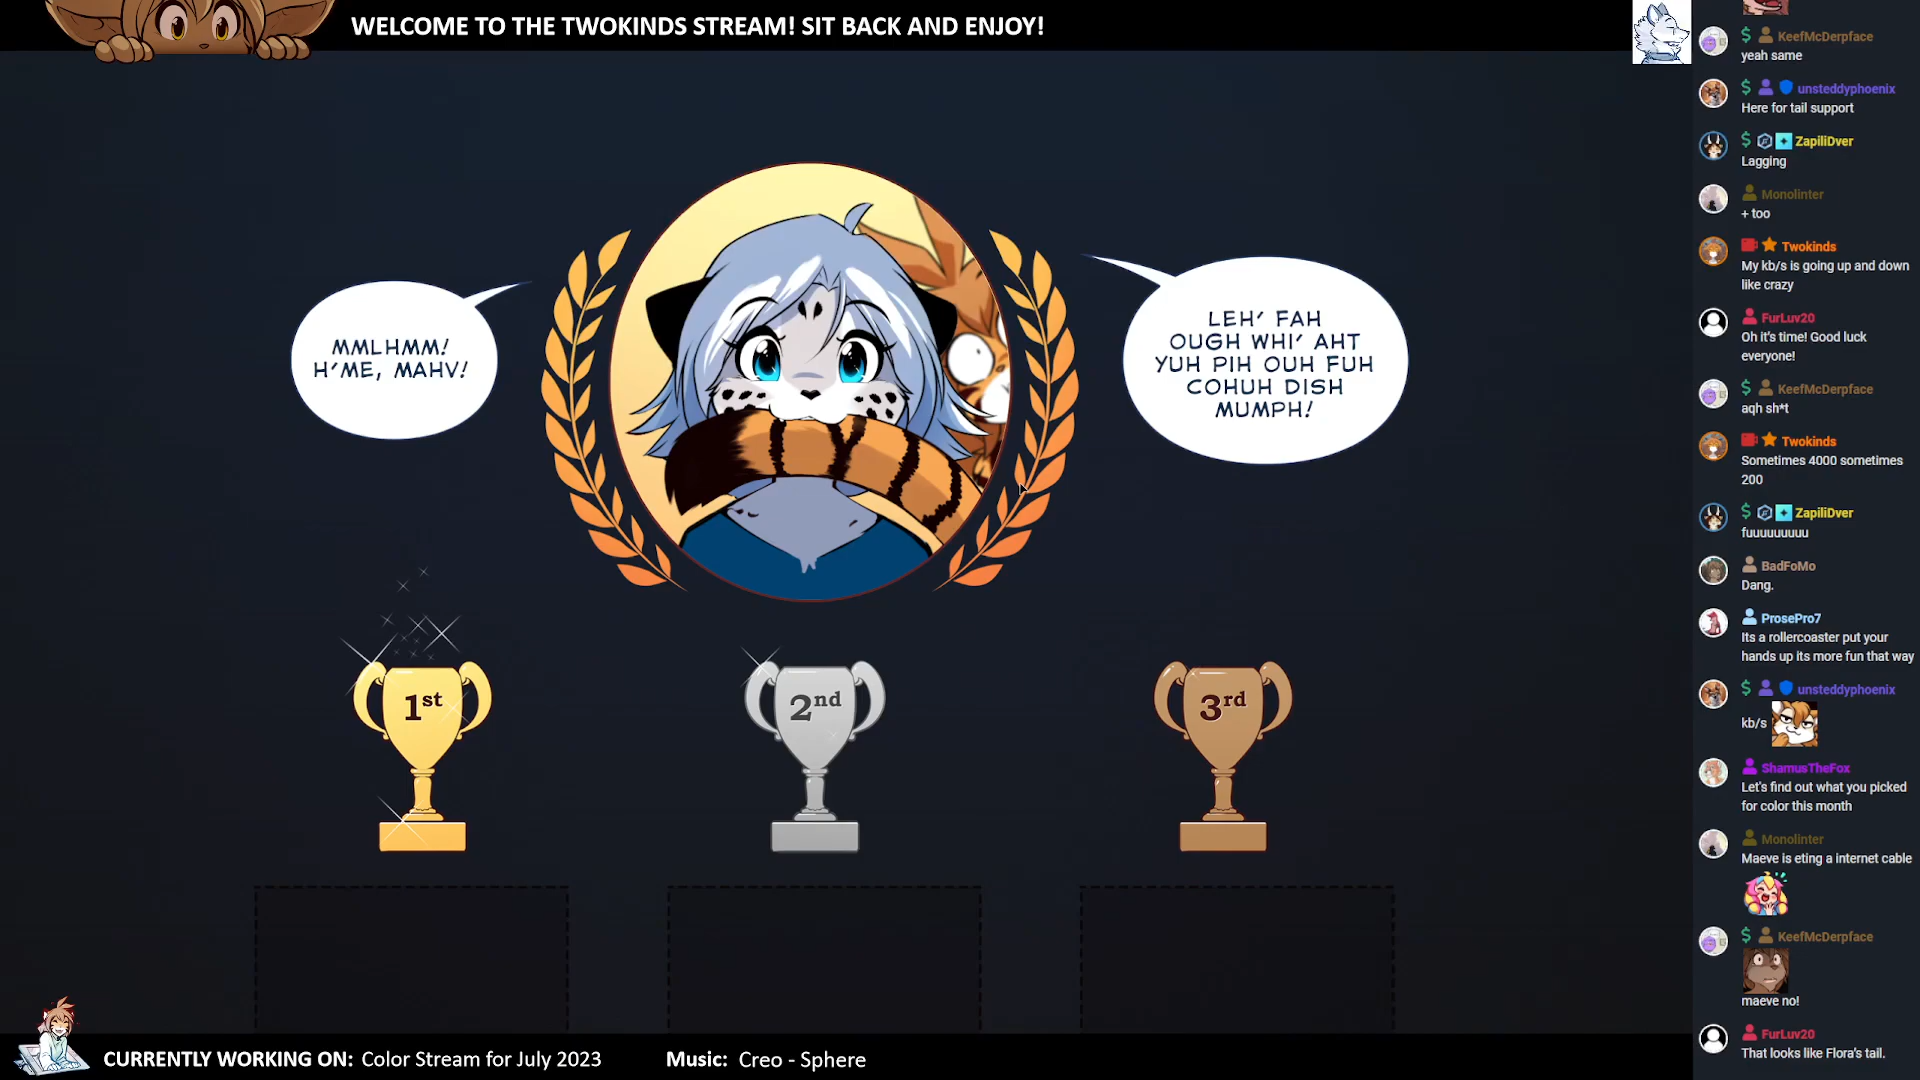 WELCOME TO THE TWOKINDS STREAM! SIT BACK AND ENJOY!
MMLHMM!
H'ME, MAHV!
LEH' FAH
OUGH WHI' AHT
YUH PIH OUH FUH
COHUH DISH
MUMPH!
1st
2nd
3rd
CURRENTLY WORKING ON: Color Stream for July 2023
Music: Creo - Sphere
KeefMcDerpface
yeah same
unsteddyphoenix
Here for tail support
ZapiliDver
Lagging
Monolinter
+ too
Twokinds
My kb/s is going up and down
like crazy
FurLuv20
Oh it's time! Good luck
everyone!
KeefMcDerpface
aqh sh*t
Twokinds
Sometimes 4000 sometimes
200
ZapiliDver
fuuuuuuuuu
BadFoMo
Dang.
ProsePro7
Its a rollercoaster put your
hands up its more fun that way
unsteddyphoenix
kb/s
ShamusTheFox
Let's find out what you picked
for color this month
Monolinter
Maeve is eting a internet cable
KeefMcDerpface
maeve no!
FurLuv20
That looks like Flora's tail.